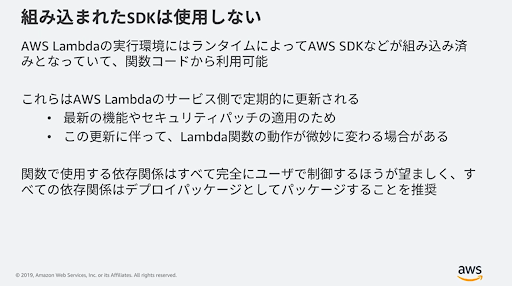 組み込まれたSDKは使用しない
AWS Lambdaの実行環境にはランタイムによってAWS SDKなどが組み込み済
みとなっていて、関数コードから利用可能
これらはAWS Lambdaのサービス側で定期的に更新される
• 最新の機能やセキュリティパッチの適用のため
• この更新に伴って、Lambda関数の動作が微妙に変わる場合がある
関数で使用する依存関係はすべて完全にユーザで制御するほうが望ましく、す
べての依存関係はデプロイパッケージとしてパッケージすることを推奨
© 2019, Amazon Web Services, Inc. or its Affiliates. All rights reserved.
aws